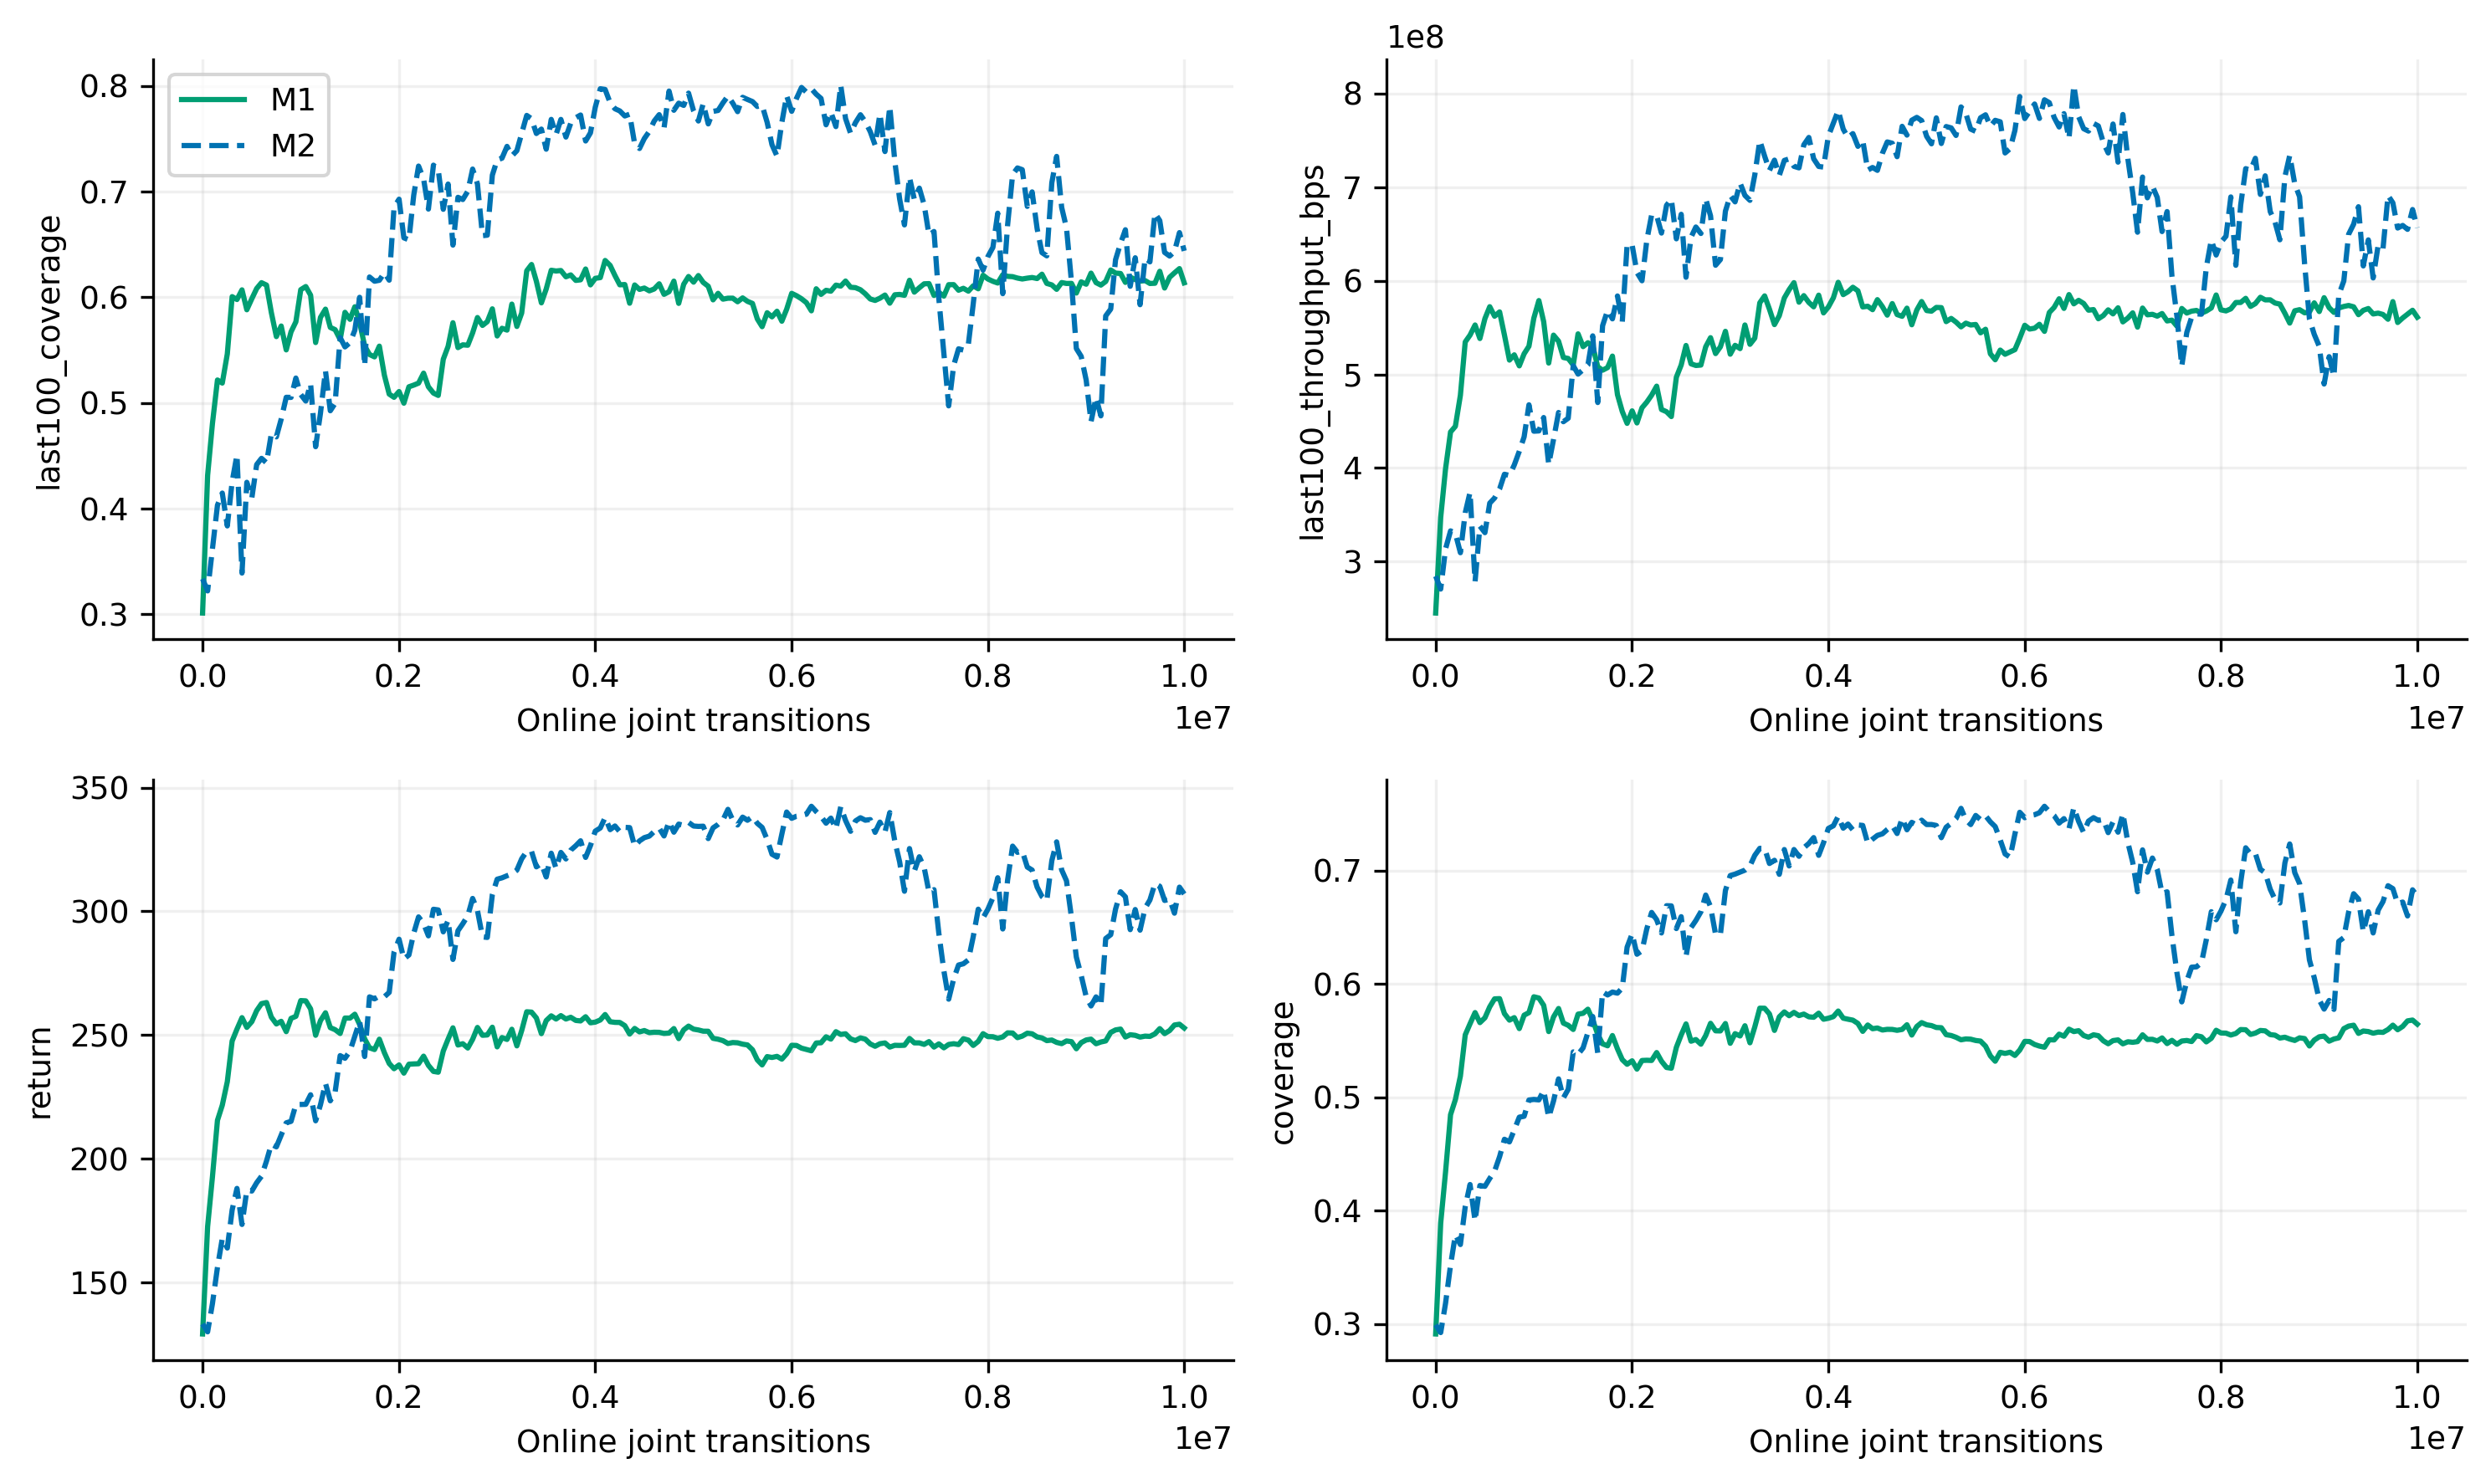 1e8
0.8
0.7
0.6
0.5
0.4
0.3
last100_coverage
M1
M2
0.0 0.2 0.4 0.6 0.8 1.0
Online joint transitions
1e7
8
7
6
5
4
3
last100_throughput_bps
0.0 0.2 0.4 0.6 0.8 1.0
Online joint transitions
1e7
350
300
250
200
150
return
0.0 0.2 0.4 0.6 0.8 1.0
Online joint transitions
1e7
0.7
0.6
0.5
0.4
0.3
coverage
0.0 0.2 0.4 0.6 0.8 1.0
Online joint transitions
1e7